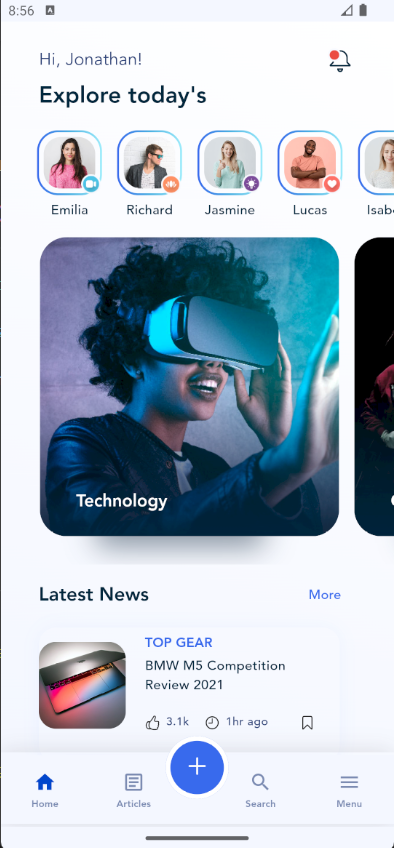 8:56
Hi, Jonathan!
Explore today's
Emilia
Richard
Jasmine
Lucas
Technology
Latest News
More
TOP GEAR
BMW M5 Competition
Review 2021
3.1k
1hr ago
Home
Articles
Search
Menu